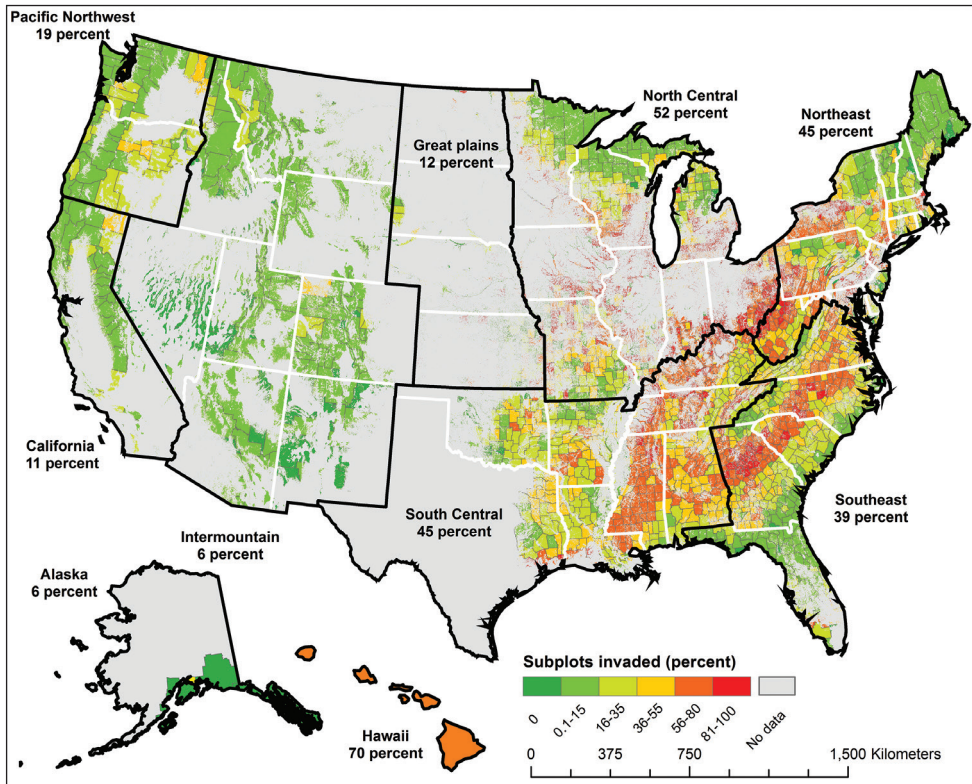 Pacific Northwest
19 percent
North Central
52 percent
Northeast
45 percent
Great plains
12 percent
California
11 percent
South Central
45 percent
Southeast
39 percent
Intermountain
6 percent
Alaska
6 percent
Hawaii
70 percent
Subplots invaded (percent)
0
0.1-15
16-35
36-55
56-80
81-100
No data
0 375 750 1,500 Kilometers